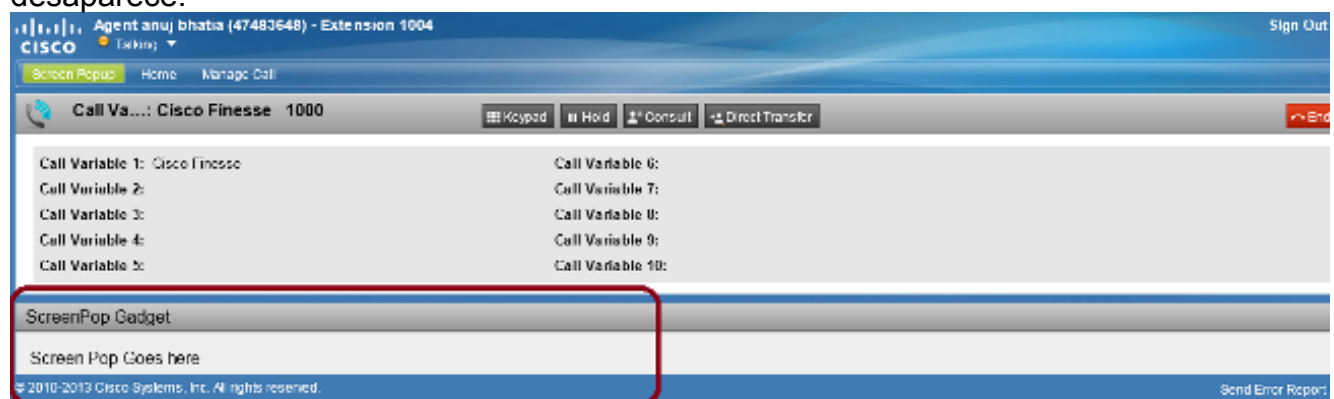 desaparece.
Agent anuj bhatia (47483648) - Extension 1004
Sign Out
CISCO
Talking
Screen Popup Home Manage Call
Call Va...: Cisco Finesse 1000
Keypad Hold Consult Direct Transfer End
Call Variable 1: Cisco Finesse Call Variable 6:
Call Variable 2: Call Variable 7:
Call Variable 3: Call Variable 8:
Call Variable 4: Call Variable 9:
Call Variable 5: Call Variable 10:
ScreenPop Gadget
Screen Pop Goes here
© 2010-2013 Cisco Systems, Inc. All rights reserved. Send Error Report